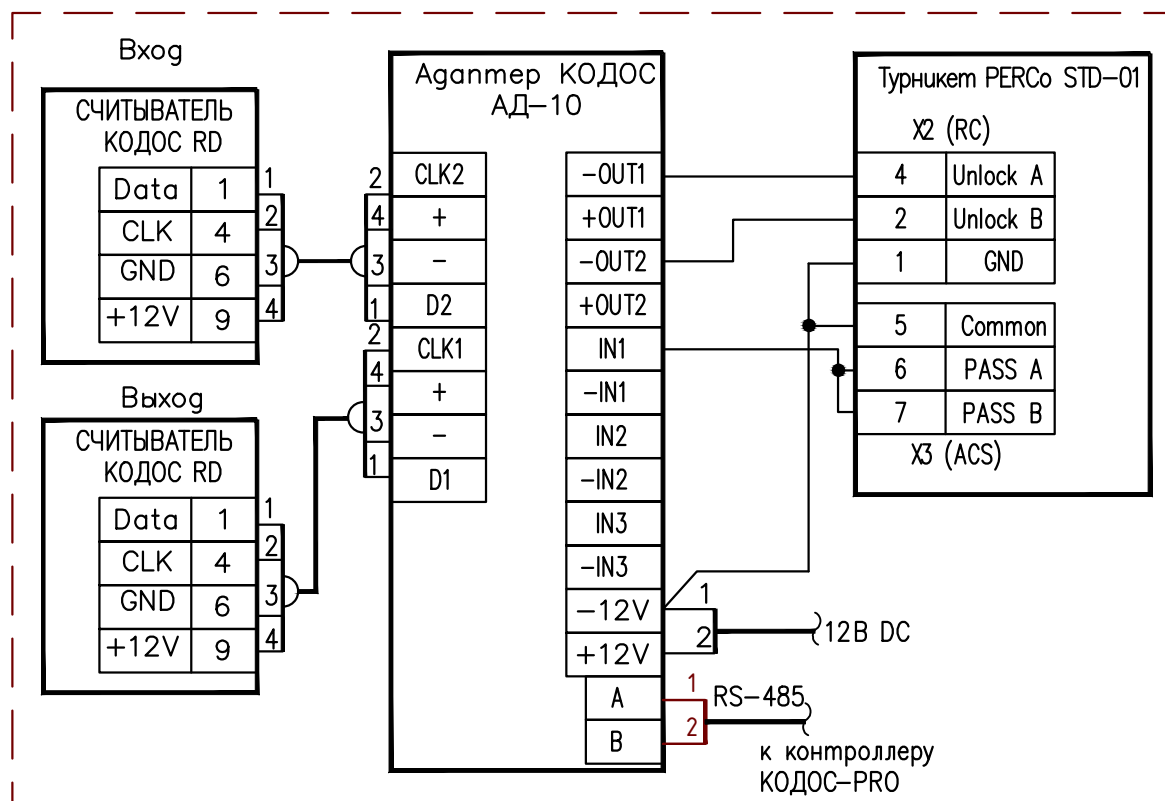 Вход
СЧИТЫВАТЕЛЬ
КОДОС RD
Data 1
CLK 4
GND 6
+12V 9
1
2
3
4
Выход
СЧИТЫВАТЕЛЬ
КОДОС RD
Data 1
CLK 4
GND 6
+12V 9
1
2
3
4
Адаптер КОДОС
АД-10
2 CLK2
4 +
3 -
1 D2
2 CLK1
4 +
3 -
1 D1
-OUT1
+OUT1
-OUT2
+OUT2
IN1
-IN1
IN2
-IN2
IN3
-IN3
-12V 1
+12V 2
12В DC
A 1
B 2
RS-485
к контроллеру
КОДОС-PRO
Турникет PERCo STD-01
X2 (RC)
4 Unlock A
2 Unlock B
1 GND
5 Common
6 PASS A
7 PASS B
X3 (ACS)